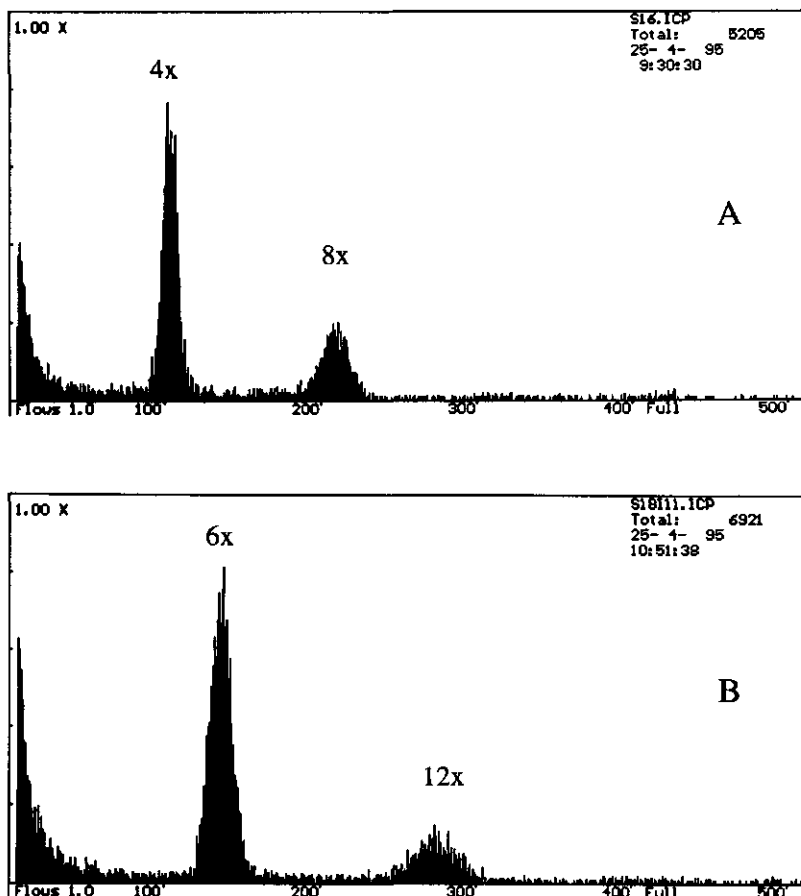 1.00 X
S16.ICP
Total: 5205
25- 4- 95
9:30:30
4x
8x
A
Flows 1.0 100 200 300 400 Full 500
1.00 X
S18I11.ICP
Total: 6921
25- 4- 95
10:51:38
6x
12x
B
Flows 1.0 100 200 300 400 Full 500